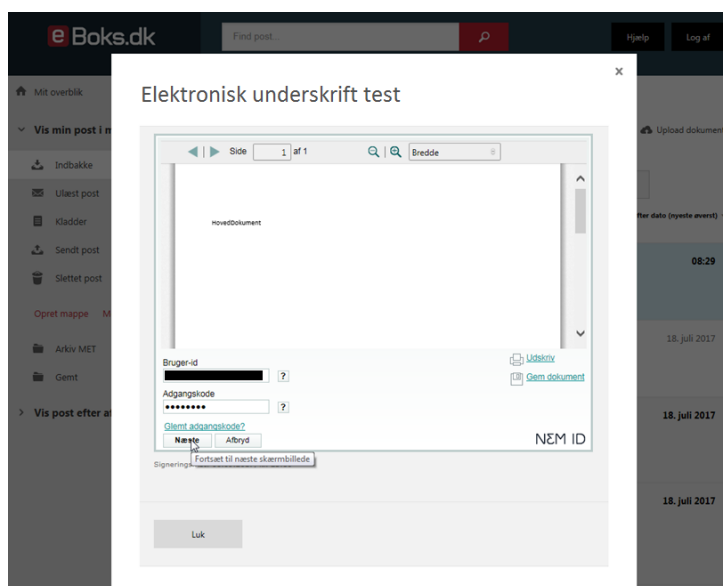 e Boks.dk
Find post...
Hjælp
Log af
Mit overblik
Vis min post i m
Indbakke
Ulæst post
Kladder
Sendt post
Slettet post
Opret mappe M
Arkiv MET
Gemt
Vis post efter af
Elektronisk underskrift test
×
Side 1 af 1
Bredde
HovedDokument
Bruger-id
?
Adgangskode
••••••••
?
Glemt adgangskode?
Næste
Afbryd
Udskriv
Gem dokument
NEM ID
Fortsæt til næste skærmbillede
Signerings
Luk
Upload dokument
fter dato (nyeste øverst)
08:29
18. juli 2017
18. juli 2017
18. juli 2017